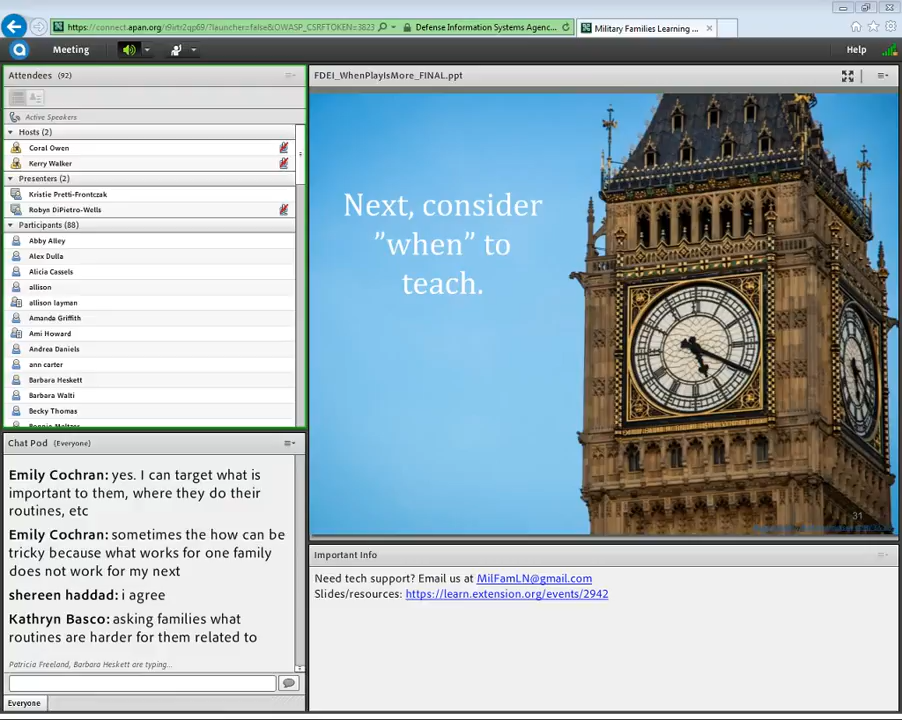 https://connect.apan.org/r9irtr2qp69/?launcher=false&OWASP_CSRFTOKEN=3823
Defense Information Systems Agenc...
Military Families Learning ...
Meeting
Help
Attendees (92)
Active Speakers
Hosts (2)
Coral Owen
Kerry Walker
Presenters (2)
Kristie Pretti-Frontczak
Robyn DiPietro-Wells
Participants (88)
Abby Alley
Alex Dulla
Alicia Cassels
allison
allison layman
Amanda Griffith
Ami Howard
Andrea Daniels
ann carter
Barbara Heskett
Barbara Walti
Becky Thomas
Chat Pod (Everyone)
Emily Cochran: yes. I can target what is
important to them, where they do their
routines, etc
Emily Cochran: sometimes the how can be
tricky because what works for one family
does not work for my next
shereen haddad: i agree
Kathryn Basco: asking families what
routines are harder for them related to
Patricia Freeland, Barbara Heskett are typing...
Everyone
FDEI_WhenPlayIsMore_FINAL.ppt
Next, consider
”when” to
teach.
31
Important Info
Need tech support? Email us at MilFamLN@gmail.com
Slides/resources: https://learn.extension.org/events/2942